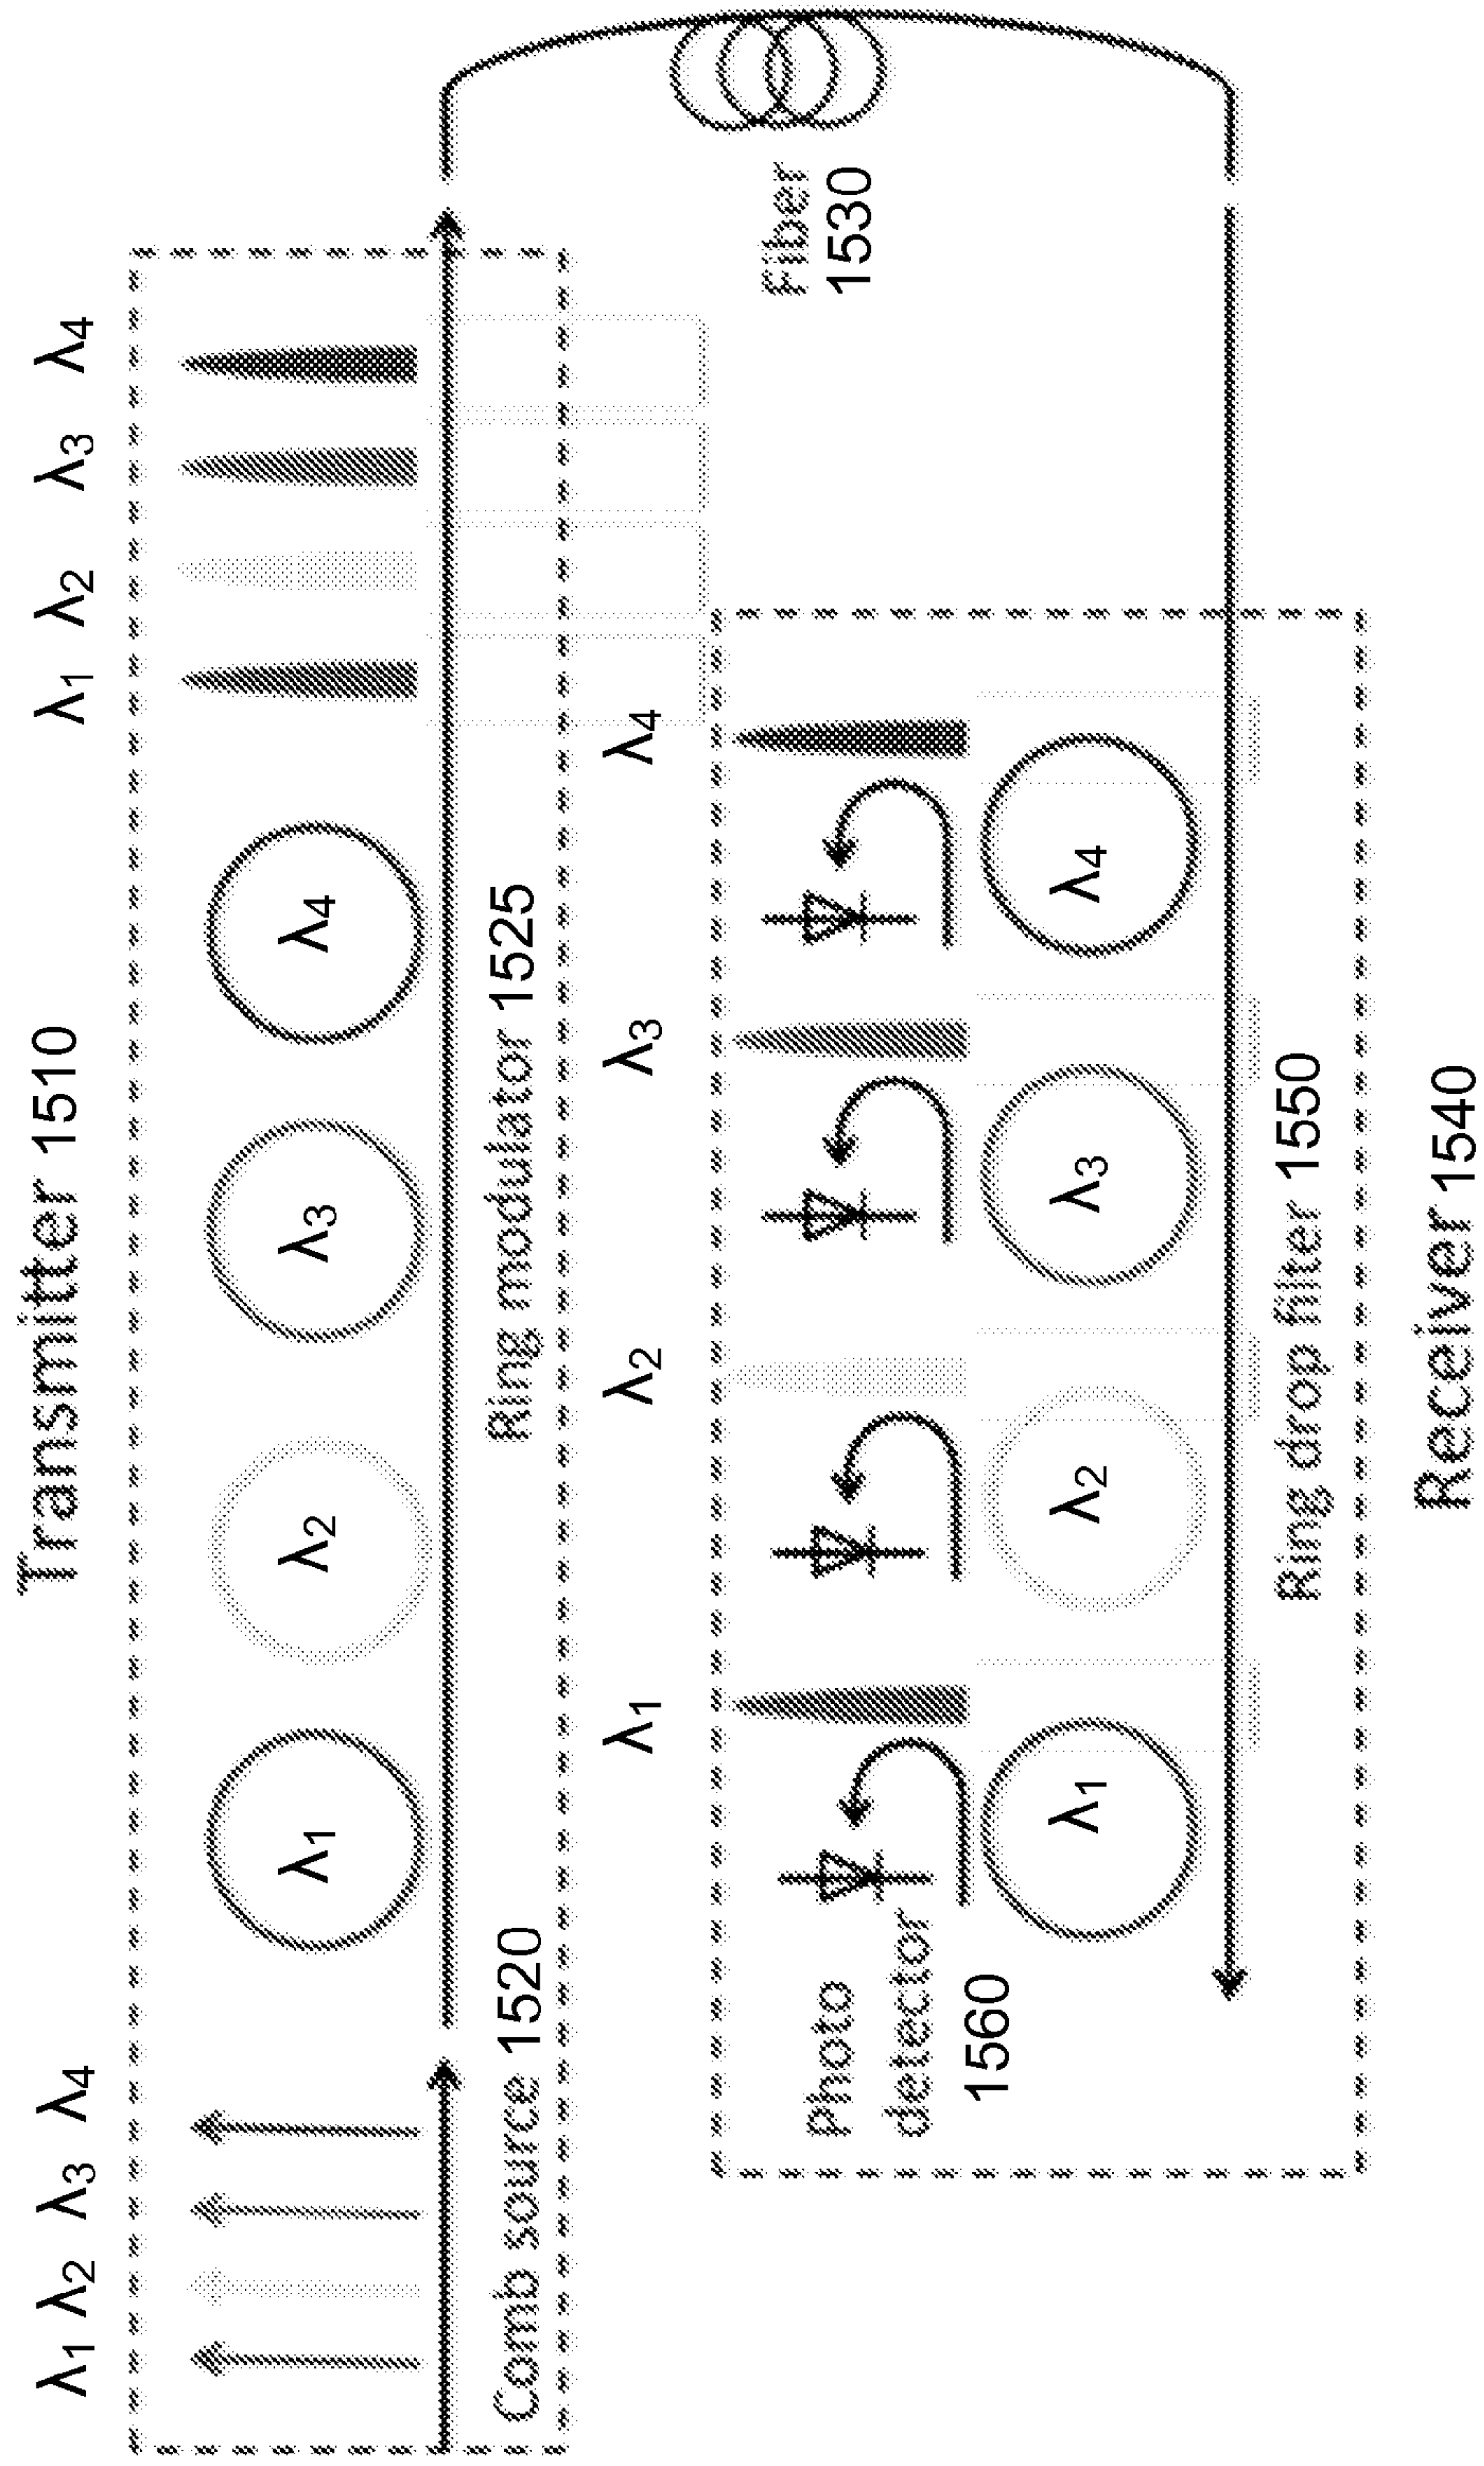 Transmitter 1510
λ1 λ2 λ3 λ4
λ1 λ2 λ3 λ4
λ1
λ2
λ3
λ4
Comb source 1520
Ring modulator 1525
Fiber
1530
λ1
λ2
λ3
λ4
Photo
detector
1560
λ1
λ2
λ3
λ4
Ring drop filter 1550
Receiver 1540